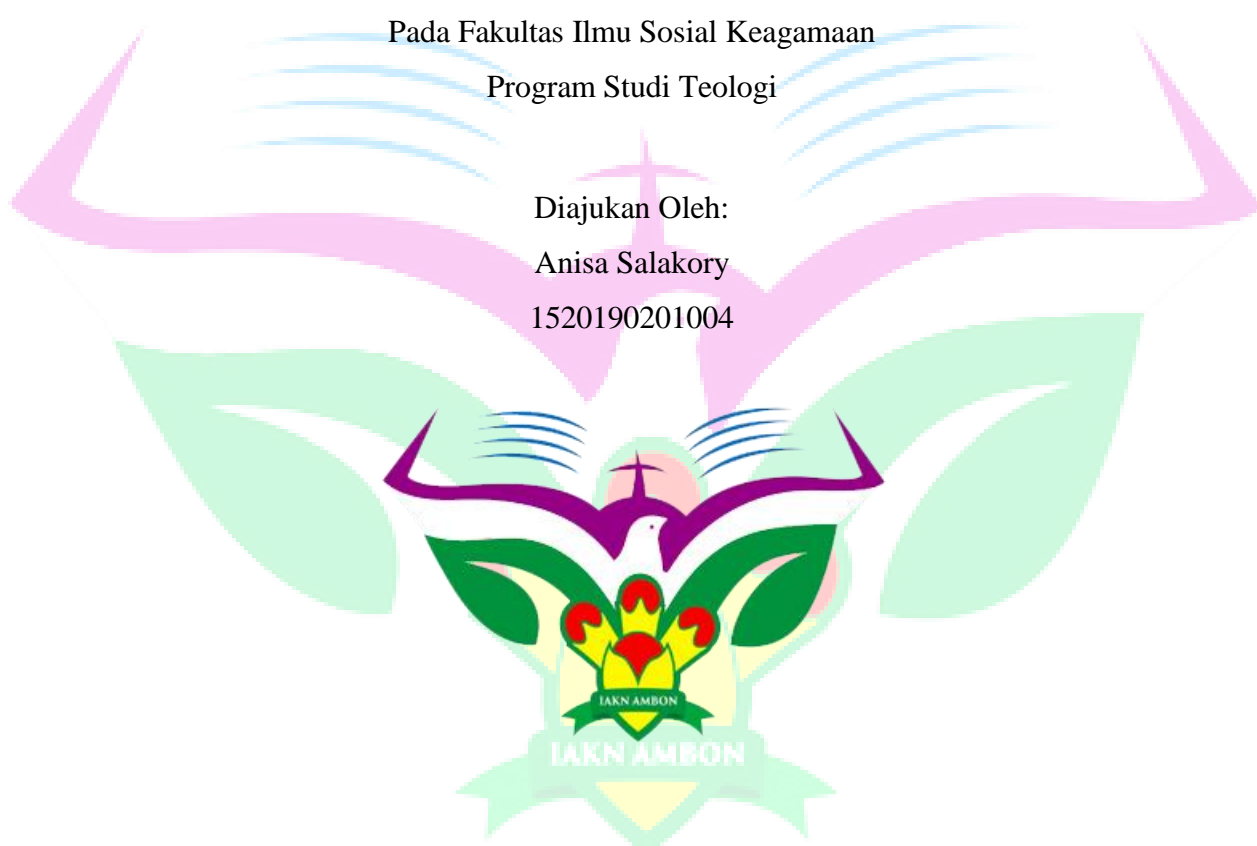 Pada Fakultas Ilmu Sosial Keagamaan
Program Studi Teologi
Diajukan Oleh:
Anisa Salakory
1520190201004
IAKN AMBON
IAKN AMBON